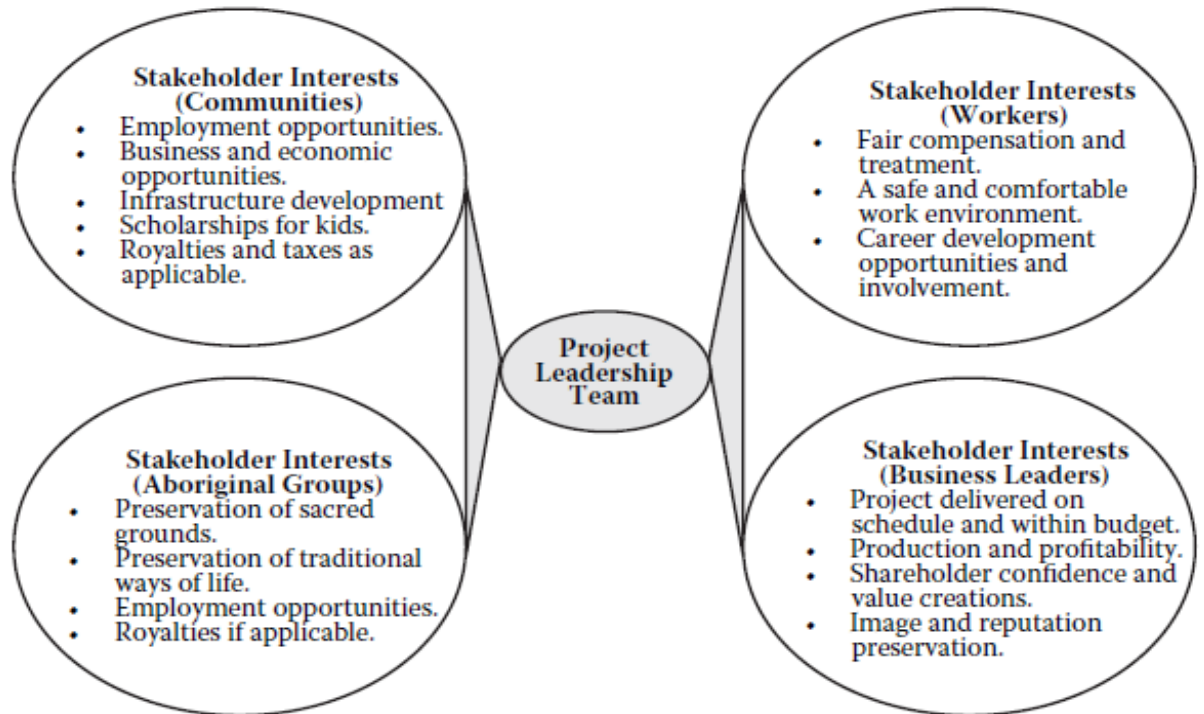 Stakeholder Interests
(Communities)
• Employment opportunities.
• Business and economic
opportunities.
• Infrastructure development
• Scholarships for kids.
• Royalties and taxes as
applicable.
Stakeholder Interests
(Workers)
• Fair compensation and
treatment.
• A safe and comfortable
work environment.
• Career development
opportunities and
involvement.
Project
Leadership
Team
Stakeholder Interests
(Aboriginal Groups)
• Preservation of sacred
grounds.
• Preservation of traditional
ways of life.
• Employment opportunities.
• Royalties if applicable.
Stakeholder Interests
(Business Leaders)
• Project delivered on
schedule and within budget.
• Production and profitability.
• Shareholder confidence and
value creations.
• Image and reputation
preservation.